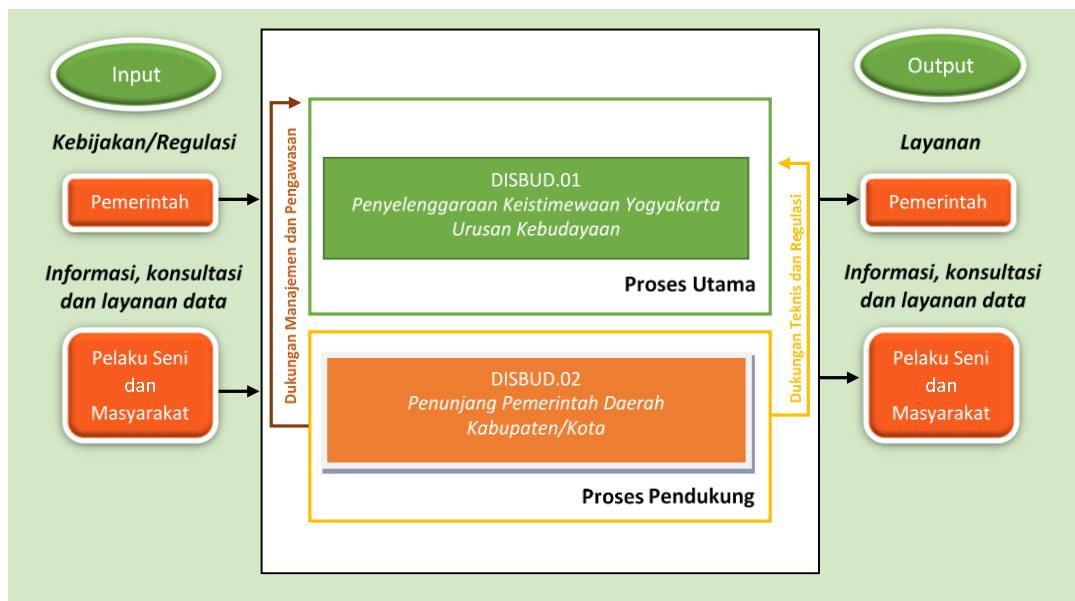 Input
Kebijakan/Regulasi
Pemerintah
Informasi, konsultasi
dan layanan data
Pelaku Seni
dan
Masyarakat
Dukungan Manajemen dan Pengawasan
DISBUD.01
Penyelenggaraan Keistimewaan Yogyakarta
Urusan Kebudayaan
Proses Utama
DISBUD.02
Penunjang Pemerintah Daerah
Kabupaten/Kota
Proses Pendukung
Dukungan Teknis dan Regulasi
Output
Layanan
Pemerintah
Informasi, konsultasi
dan layanan data
Pelaku Seni
dan
Masyarakat